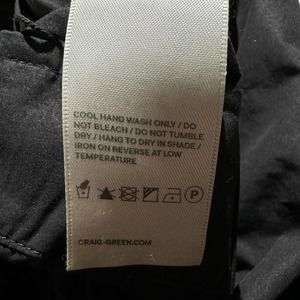 COOL HAND WASH ONLY / DO
NOT BLEACH / DO NOT TUMBLE
DRY / HANG TO DRY IN SHADE /
IRON ON REVERSE AT LOW
TEMPERATURE
P
CRAIG-GREEN.COM